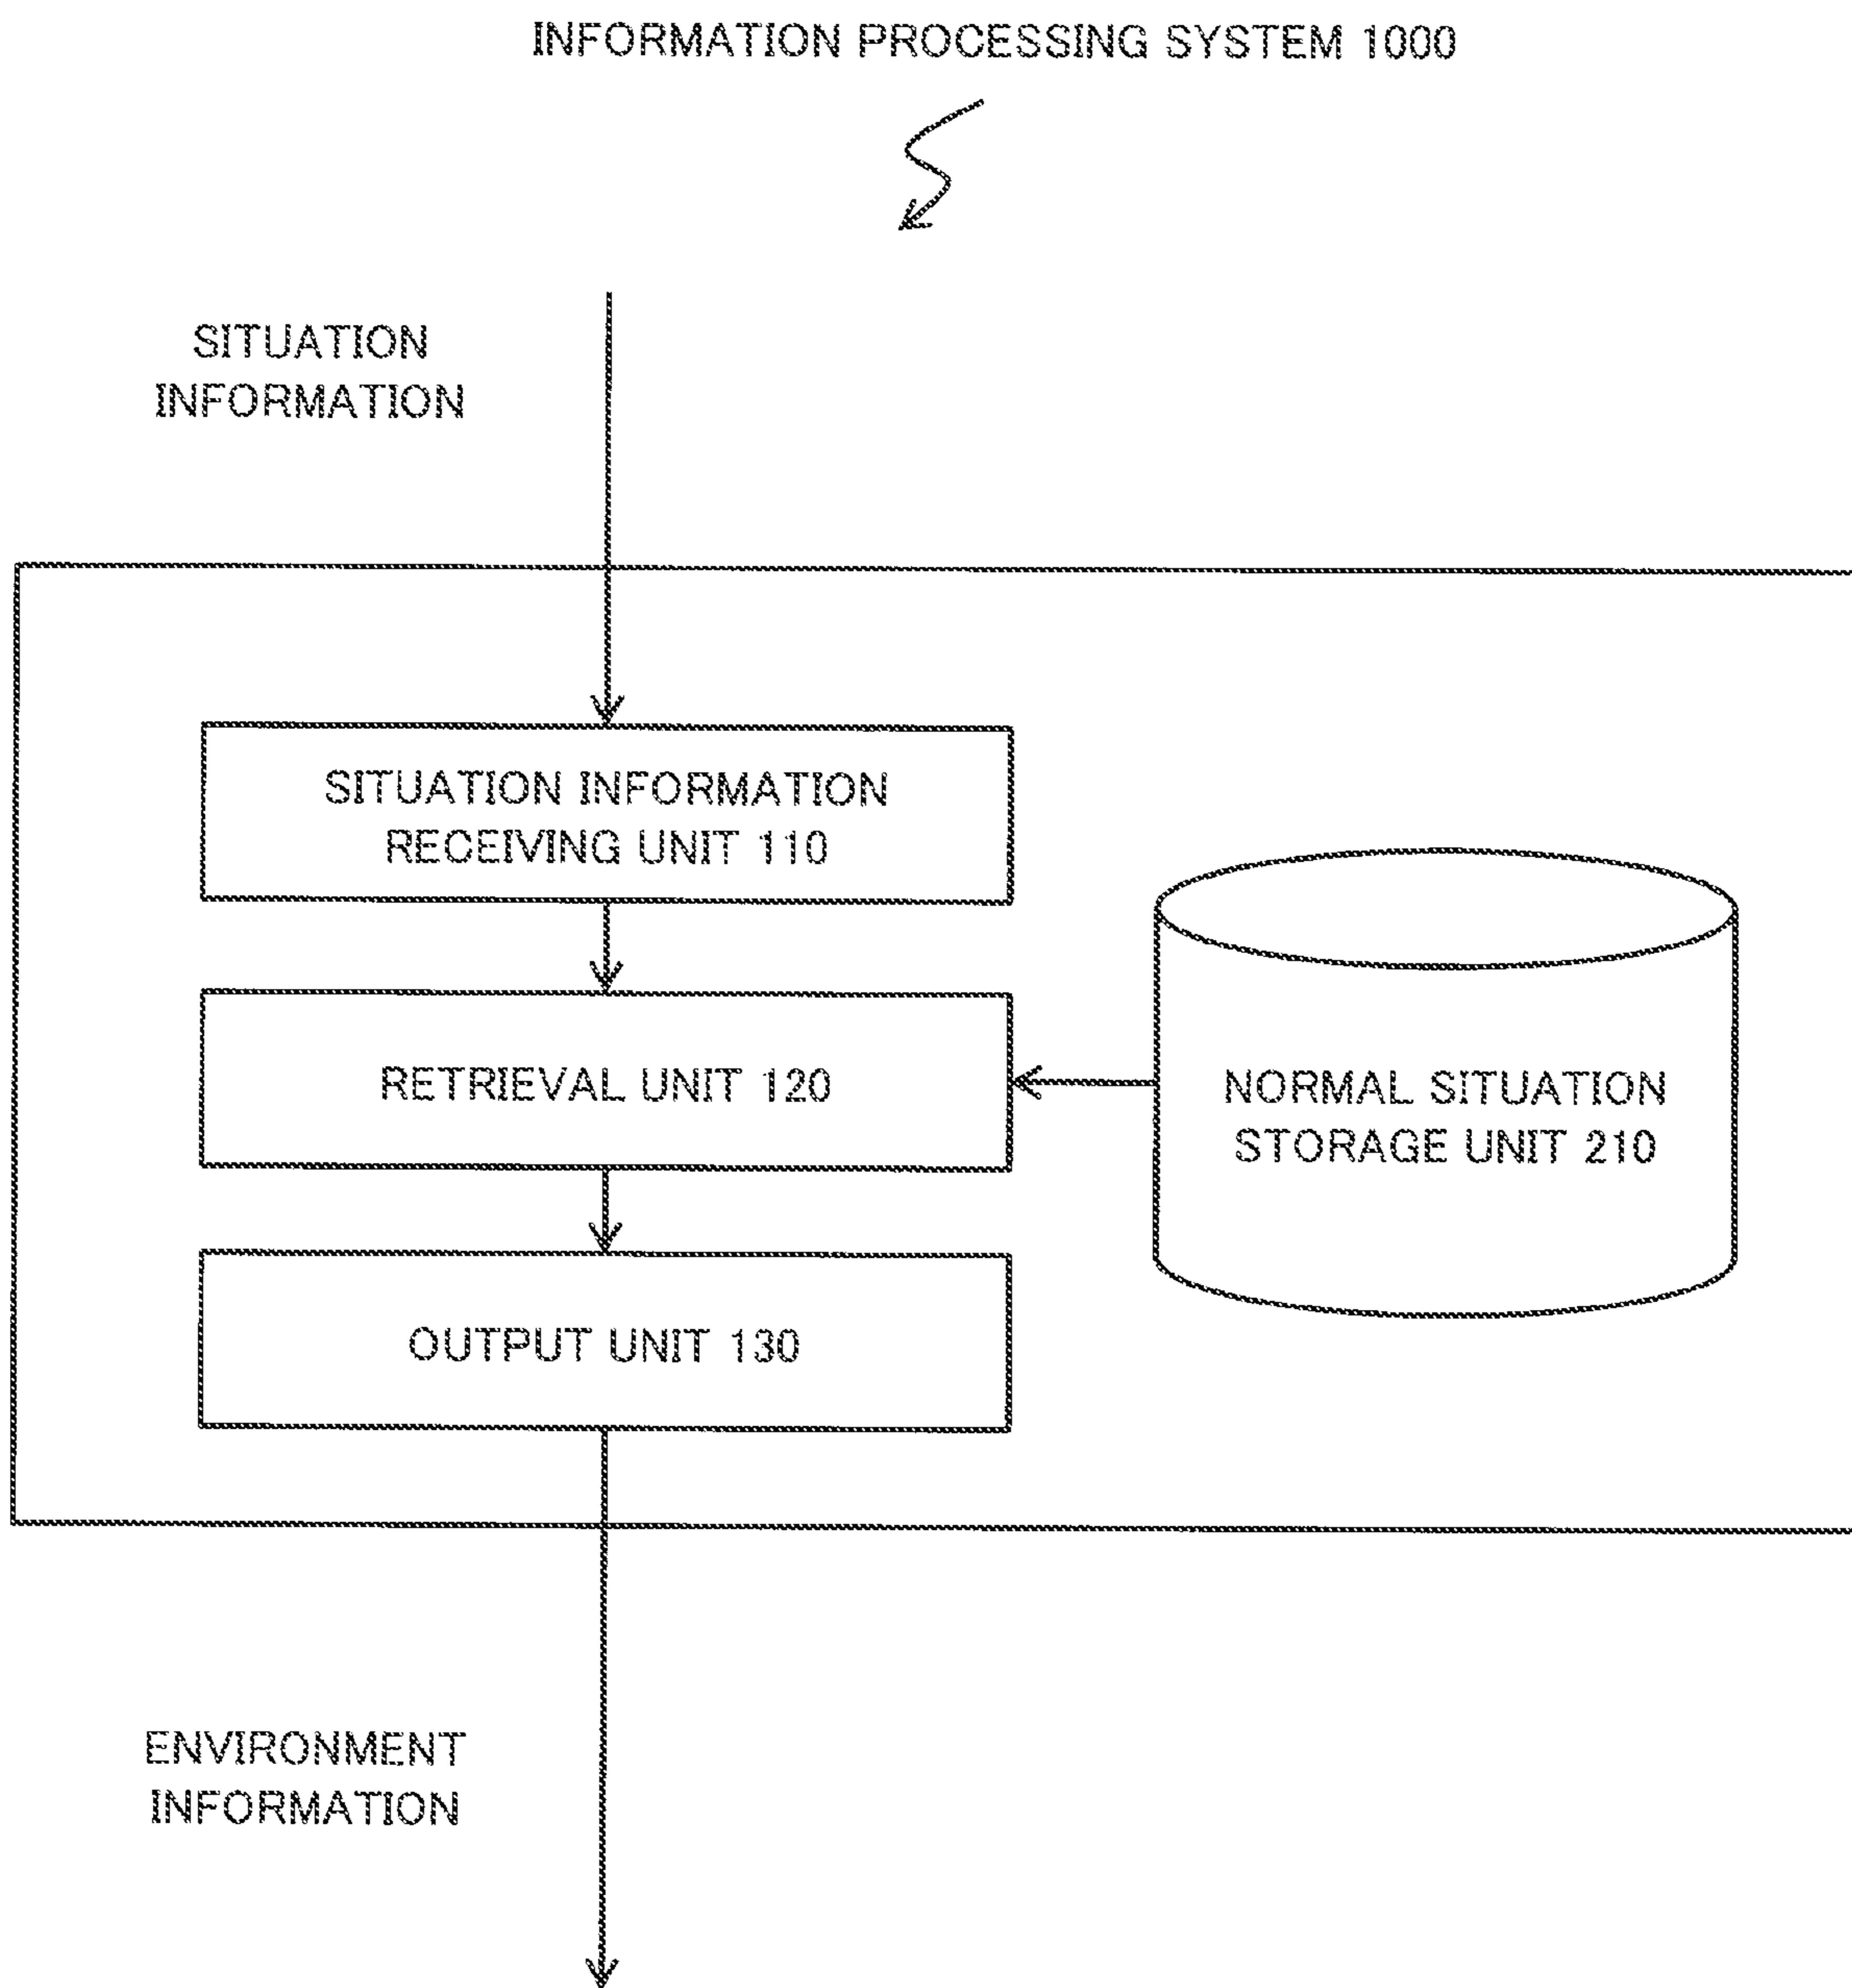 INFORMATION PROCESSING SYSTEM 1000
SITUATION
INFORMATION
SITUATION INFORMATION
RECEIVING UNIT 110
RETRIEVAL UNIT 120
NORMAL SITUATION
STORAGE UNIT 210
OUTPUT UNIT 130
ENVIRONMENT
INFORMATION